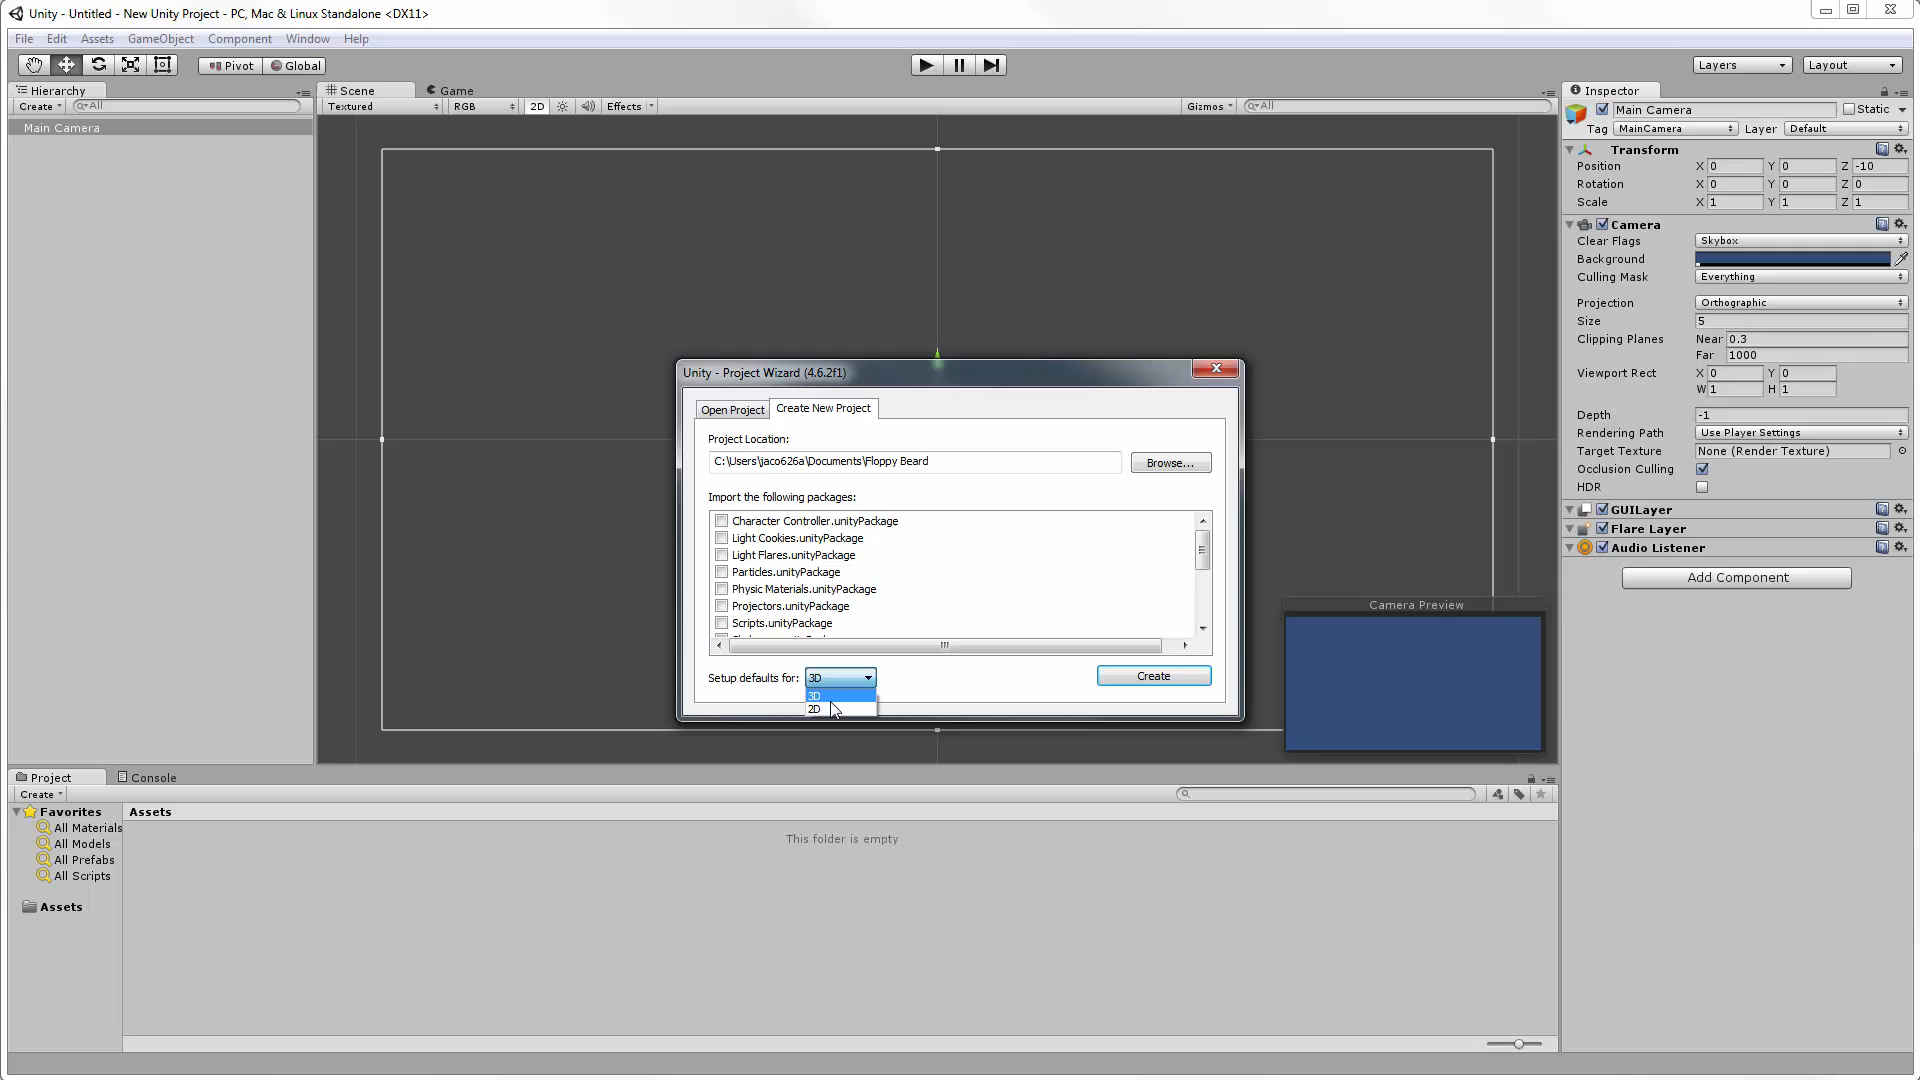 Unity - Untitled - New Unity Project - PC, Mac & Linux Standalone <DX11>
File Edit Assets GameObject Component Window Help
Pivot Global Layers Layout
Hierarchy
Create All
Main Camera
Scene Game
Textured RGB 2D Effects Gizmos All
Inspector
Main Camera Static
Tag MainCamera Layer Default
Transform
Position X 0 Y 0 Z -10
Rotation X 0 Y 0 Z 0
Scale X 1 Y 1 Z 1
Camera
Clear Flags Skybox
Background
Culling Mask Everything
Projection Orthographic
Size 5
Clipping Planes Near 0.3
Far 1000
Viewport Rect X 0 Y 0
W 1 H 1
Depth -1
Rendering Path Use Player Settings
Target Texture None (Render Texture)
Occlusion Culling
HDR
GUILayer
Flare Layer
Audio Listener
Add Component
Unity - Project Wizard (4.6.2f1)
Open Project Create New Project
Project Location:
C:\Users\jaco626a\Documents\Floppy Beard
Browse...
Import the following packages:
Character Controller.unityPackage
Light Cookies.unityPackage
Light Flares.unityPackage
Particles.unityPackage
Physic Materials.unityPackage
Projectors.unityPackage
Scripts.unityPackage
Setup defaults for: 3D Create
3D
2D
Camera Preview
Project Console
Create
Favorites
All Materials
All Models
All Prefabs
All Scripts
Assets
Assets
This folder is empty